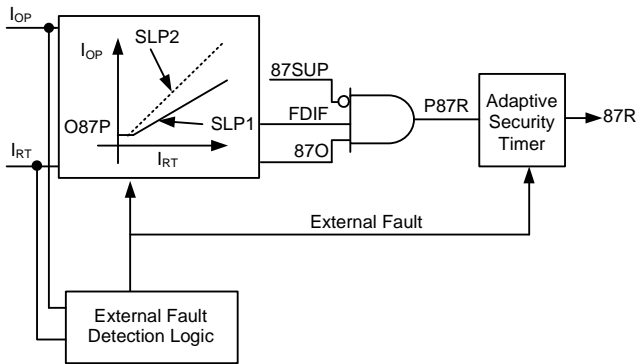 IOP
SLP2
IOP
87SUP
O87P
SLP1
FDIF
P87R
Adaptive
Security
Timer
87R
IRT
IRT
87O
External Fault
External Fault
Detection Logic